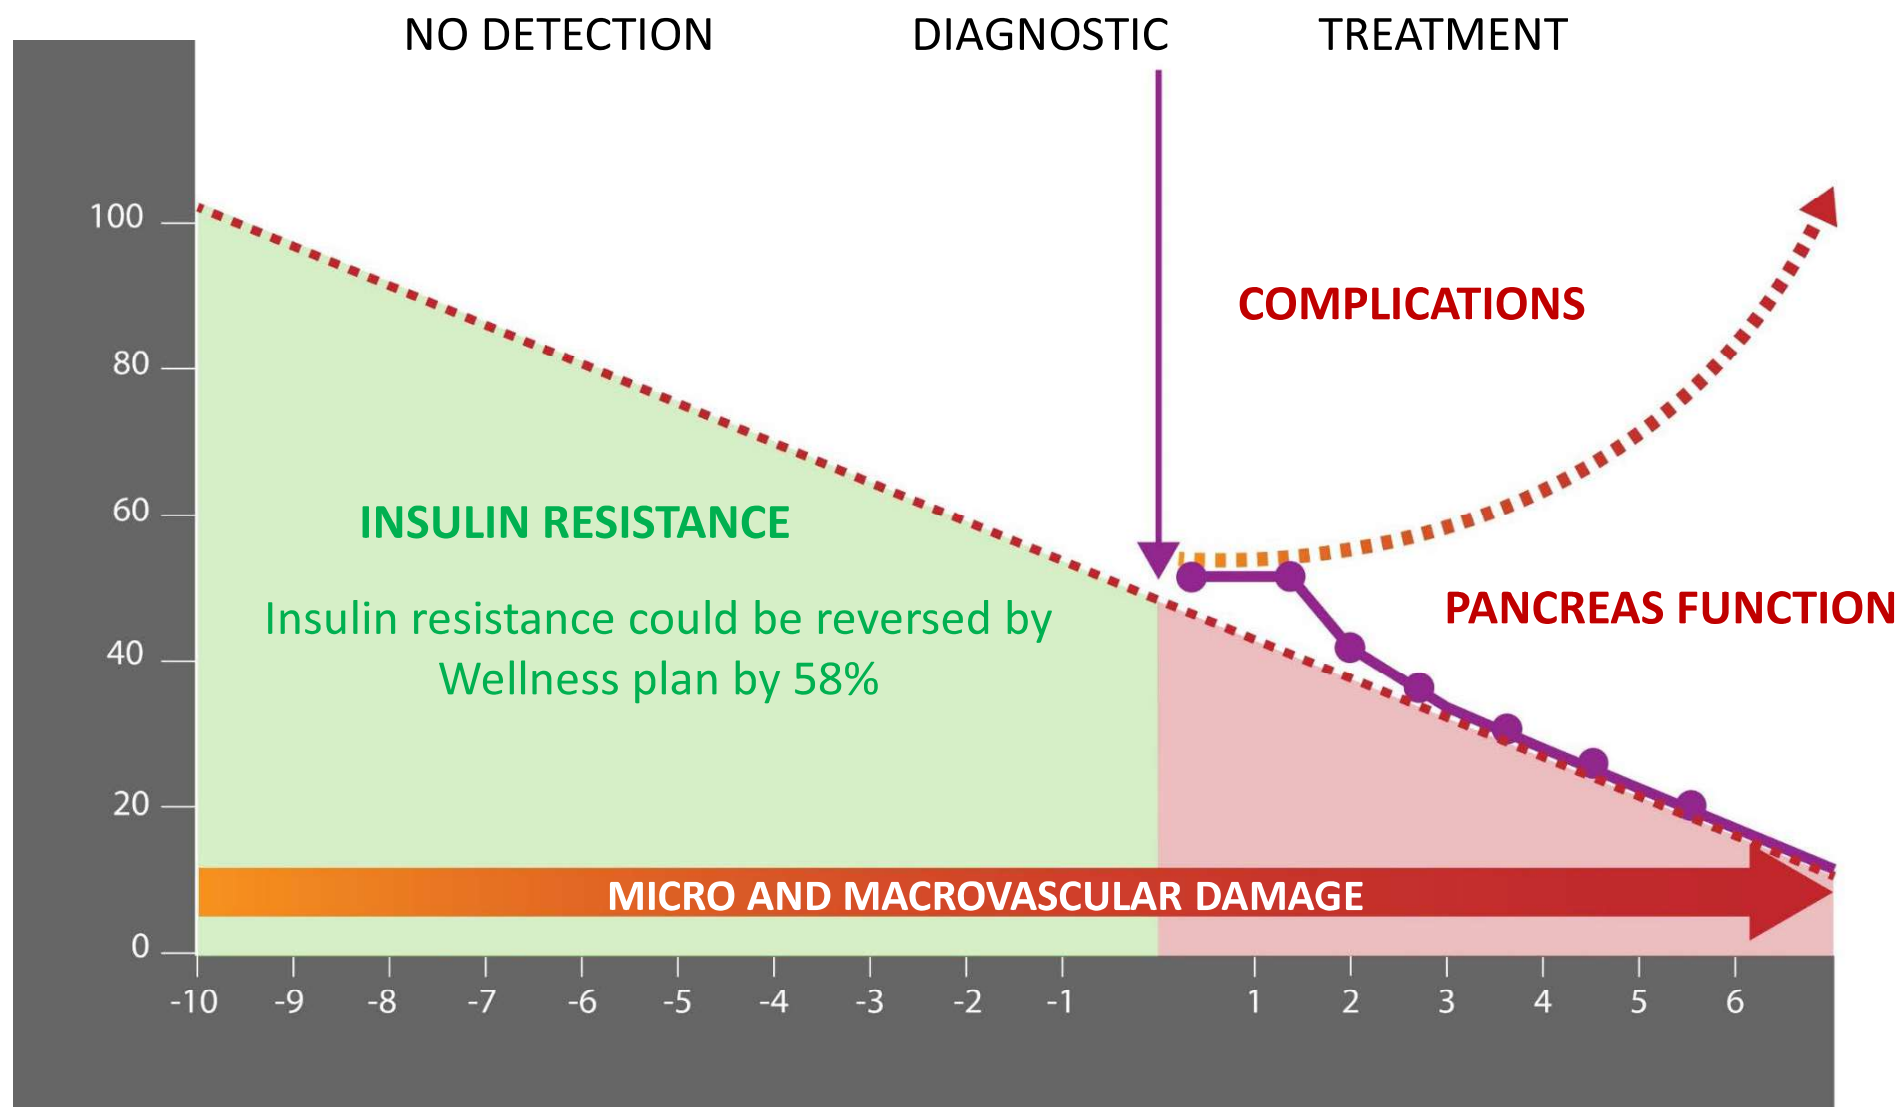 NO DETECTION
DIAGNOSTIC
TREATMENT
100
80
60
40
20
0
COMPLICATIONS
INSULIN RESISTANCE
Insulin resistance could be reversed by
Wellness plan by 58%
PANCREAS FUNCTION
MICRO AND MACROVASCULAR DAMAGE
-10 -9 -8 -7 -6 -5 -4 -3 -2 -1 1 2 3 4 5 6